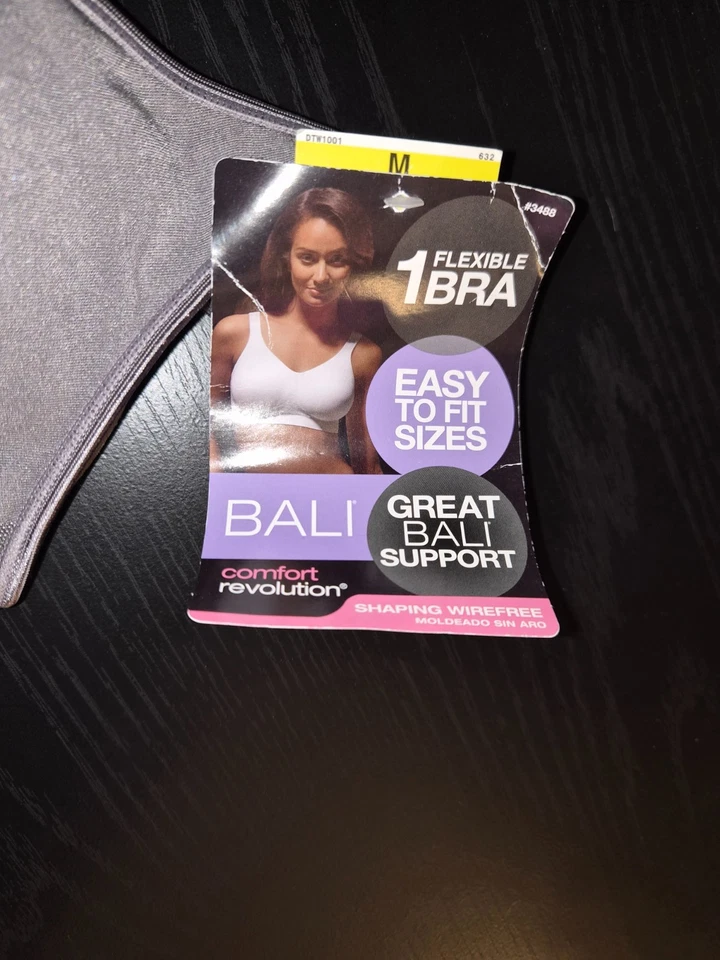 DTW1001
632
M
#3488
1 FLEXIBLE
BRA
EASY
TO FIT
SIZES
BALI®
GREAT
BALI®
SUPPORT
comfort
revolution®
SHAPING WIREFREE
MOLDEADO SIN ARO